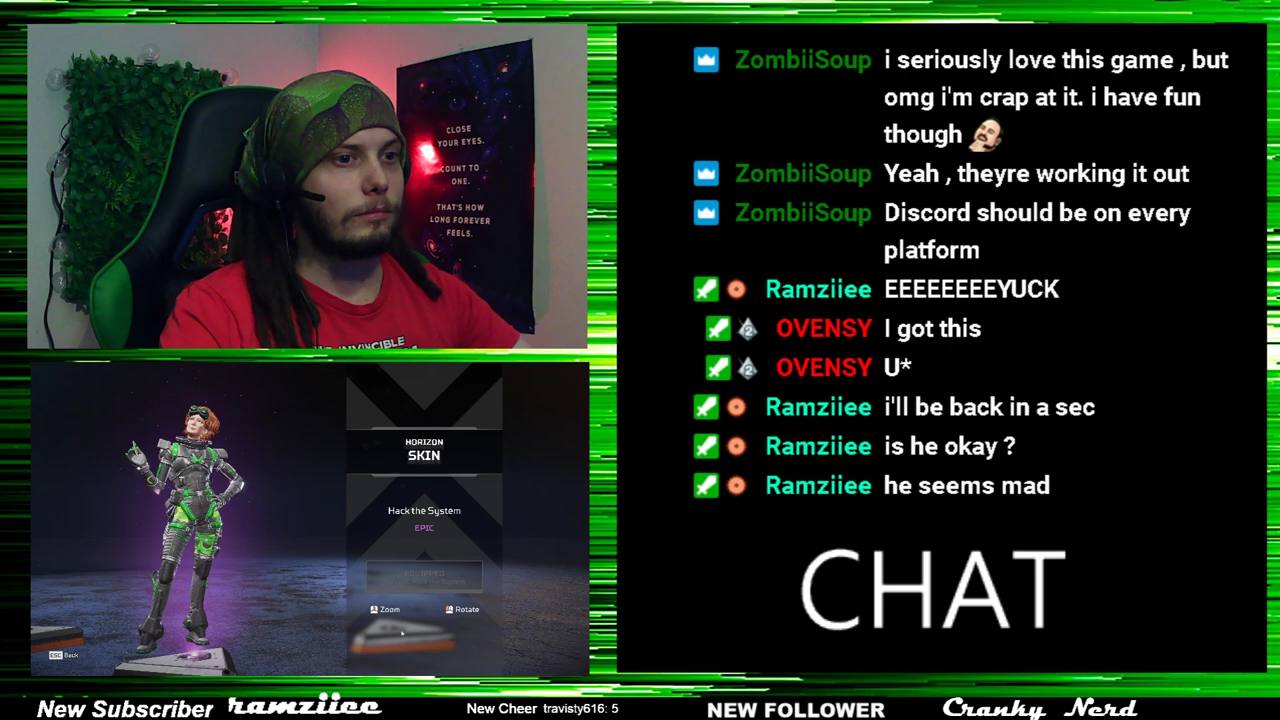 CLOSE
YOUR EYES.
COUNT TO
ONE.
THAT'S HOW
LONG FOREVER
FEELS.
INVINCIBLE
HORIZON
SKIN
Hack the System
EPIC
EQUIPPED
Zoom
Rotate
ESC Back
ZombiiSoup i seriously love this game , but
omg i'm crap at it. i have fun
though
ZombiiSoup Yeah , theyre working it out
ZombiiSoup Discord should be on every
platform
Ramziiee EEEEEEEEYUCK
OVENSY I got this
OVENSY U*
Ramziiee i'll be back in a sec
Ramziiee is he okay ?
Ramziiee he seems mad
CHAT
New Subscriber ramziiee New Cheer travisty616: 5 NEW FOLLOWER Cranky_Nerd